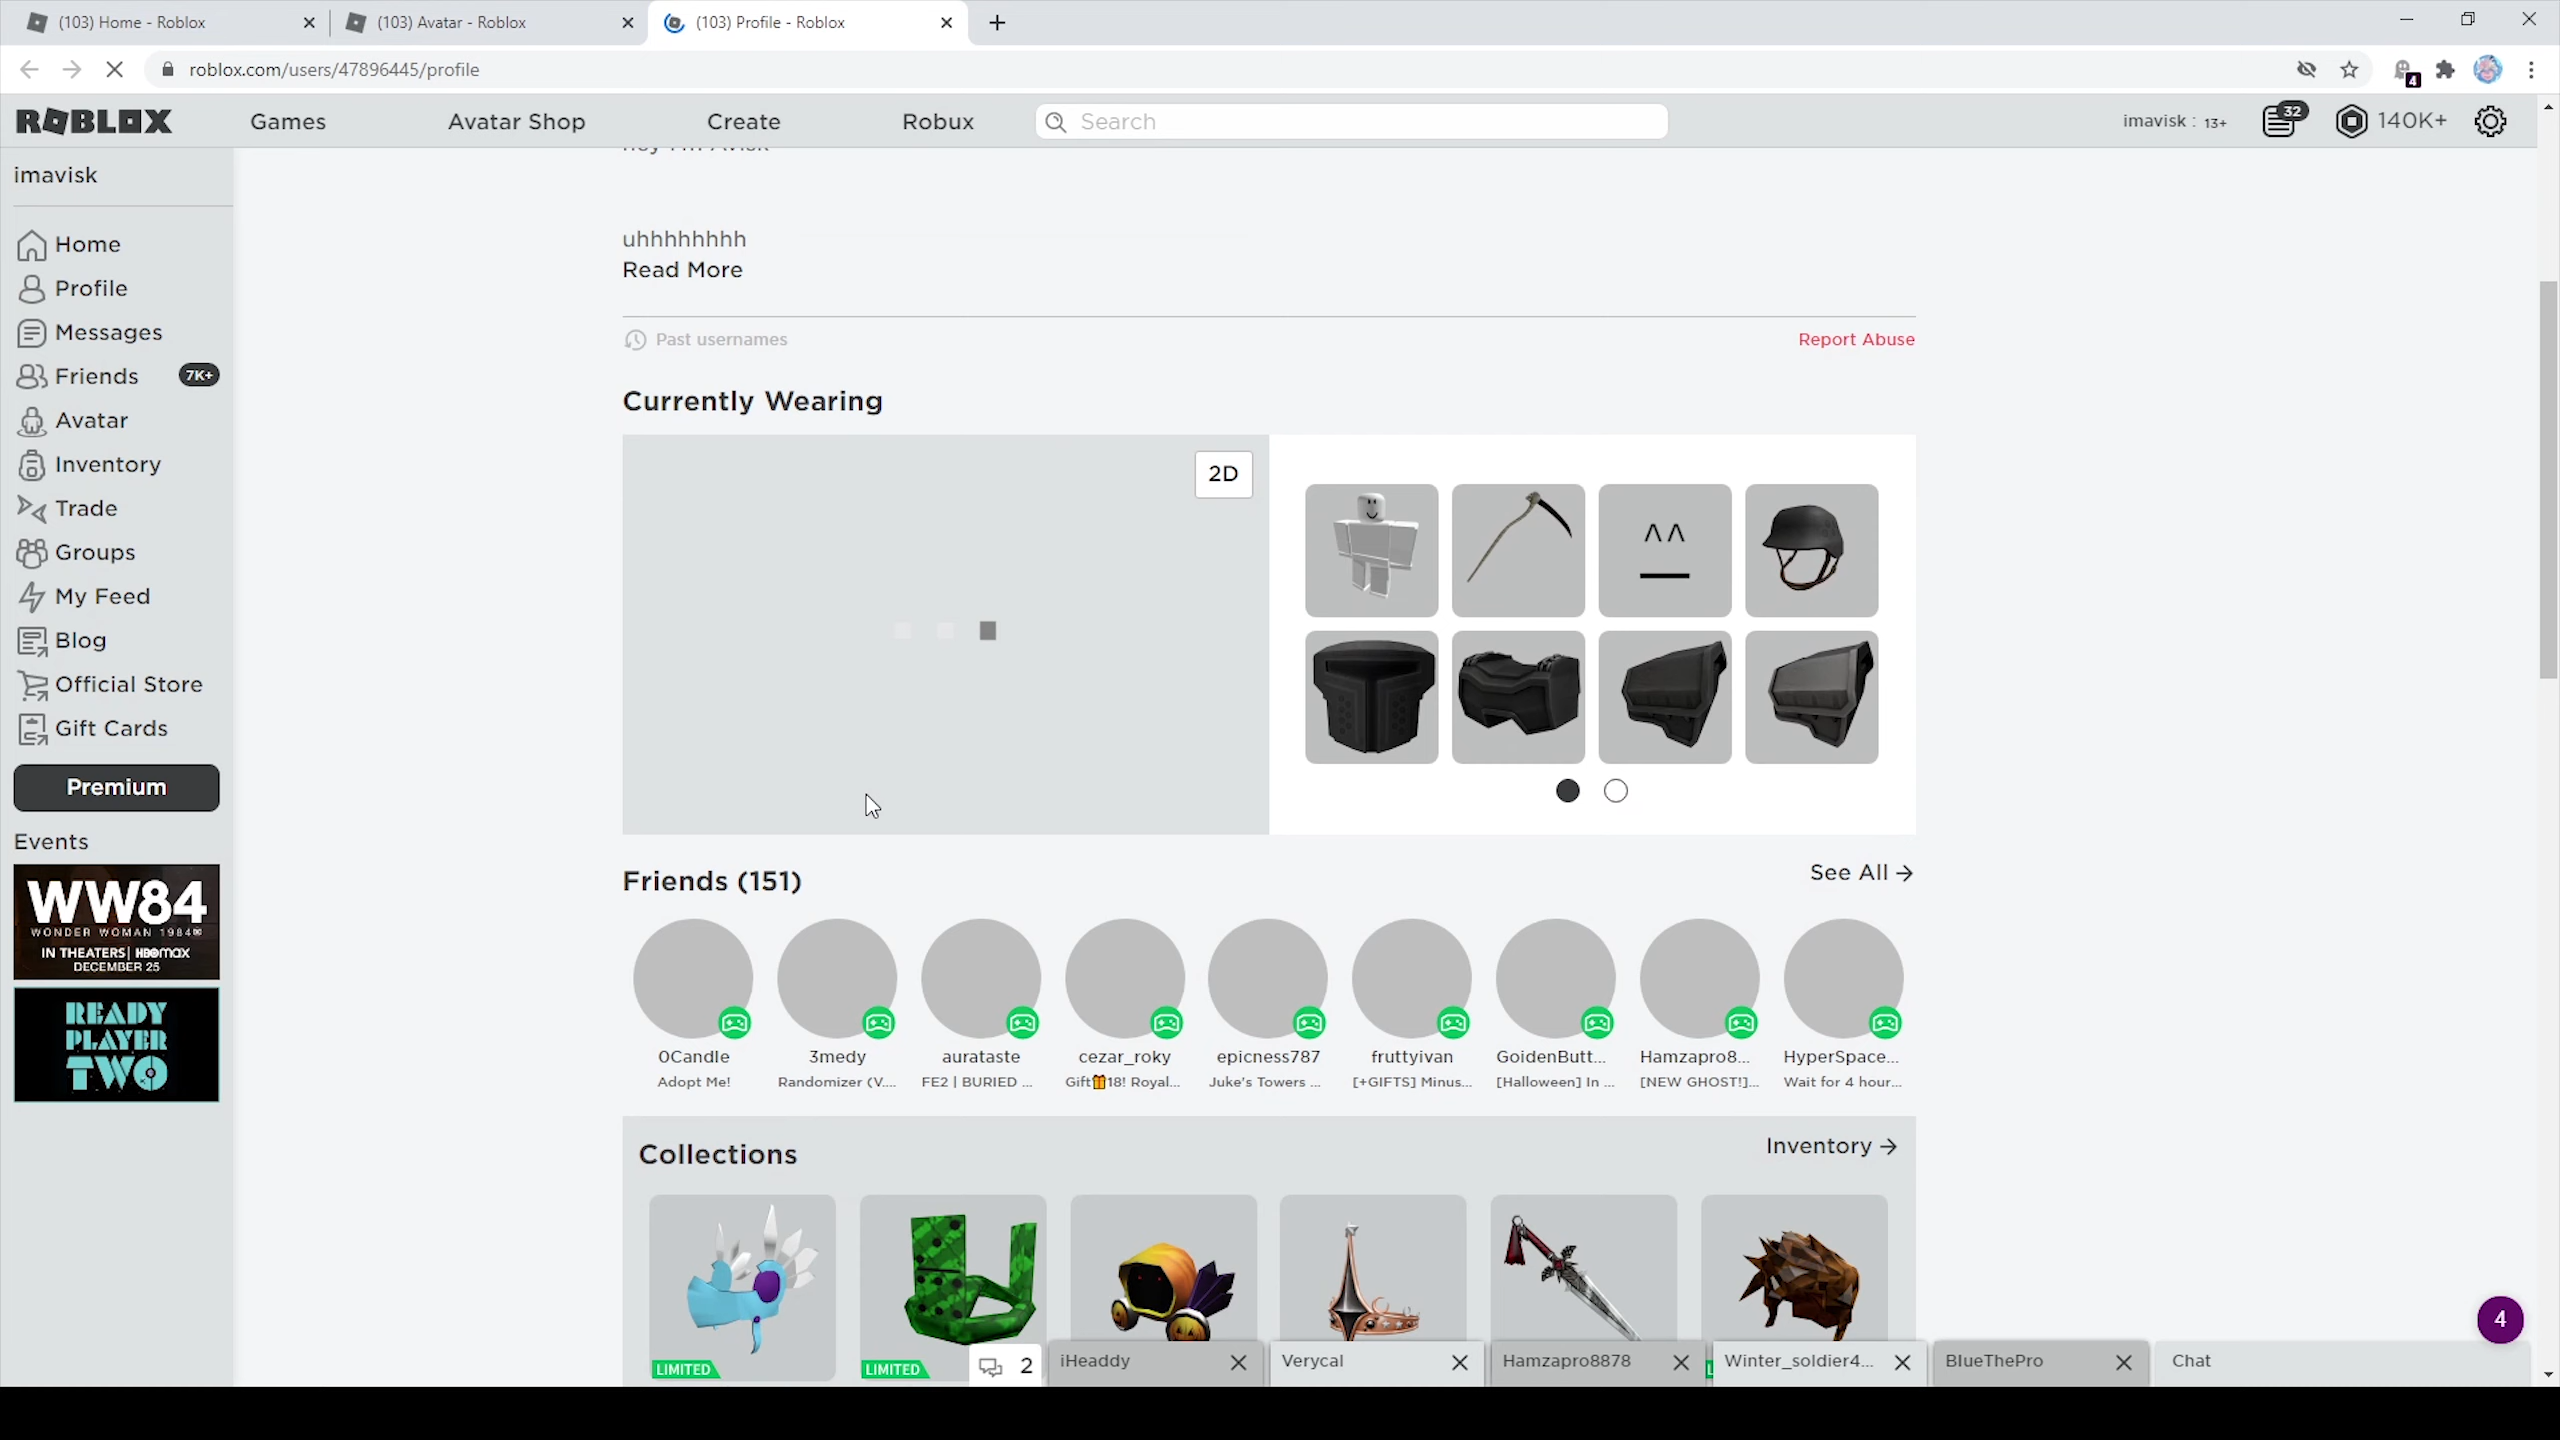 (103) Home - Roblox
(103) Avatar - Roblox
(103) Profile - Roblox
roblox.com/users/47896445/profile
4
ROBLOX
Games
Avatar Shop
Create
Robux
Search
imavisk : 13+
32
140K+
imavisk
Home
Profile
Messages
Friends 7K+
Avatar
Inventory
Trade
Groups
My Feed
Blog
Official Store
Gift Cards
Premium
Events
WW84
WONDER WOMAN 1984
IN THEATERS | HBOmax
DECEMBER 25
READY
PLAYER
TWO
uhhhhhhhh
Read More
Past usernames
Report Abuse
Currently Wearing
2D
^^
Friends (151)
See All
0Candle
Adopt Me!
3medy
Randomizer (V....
aurataste
FE2 | BURIED ...
cezar_roky
Gift🎁18! Royal...
epicness787
Juke's Towers ...
fruttyivan
[+GIFTS] Minus...
GoidenButt...
[Halloween] In ...
Hamzapro8...
[NEW GHOST!]...
HyperSpace...
Wait for 4 hour...
Collections
Inventory
LIMITED
LIMITED
2
iHeaddy
Verycal
Hamzapro8878
Winter_soldier4...
BlueThePro
Chat
4